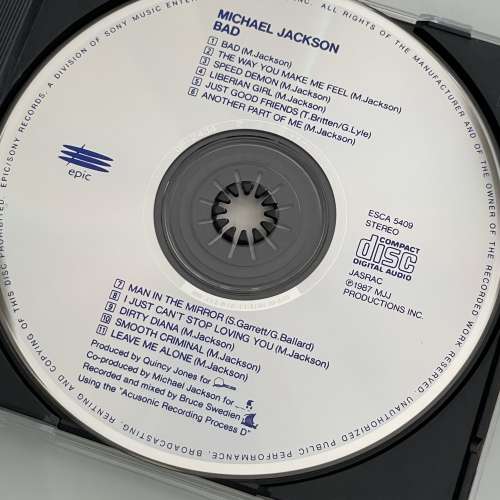 MICHAEL JACKSON
BAD
1 BAD (M.Jackson)
2 THE WAY YOU MAKE ME FEEL (M.Jackson)
3 SPEED DEMON (M.Jackson)
4 LIBERIAN GIRL (M.Jackson)
5 JUST GOOD FRIENDS (T.Britten/G.Lyle)
6 ANOTHER PART OF ME (M.Jackson)
epic
ESCA 5409
STEREO
COMPACT
disc
DIGITAL AUDIO
JASRAC
℗1987 MJJ
PRODUCTIONS INC.
7 MAN IN THE MIRROR (S.Garrett/G.Ballard)
8 I JUST CAN'T STOP LOVING YOU (M.Jackson)
9 DIRTY DIANA (M.Jackson)
10 SMOOTH CRIMINAL (M.Jackson)
11 LEAVE ME ALONE (M.Jackson)
Produced by Quincy Jones for
Co-produced by Michael Jackson for
Recorded and mixed by Bruce Swedien
Using the "Acusonic Recording Process D"
EPIC/SONY RECORDS, A DIVISION OF SONY MUSIC ENTER INC. ALL RIGHTS OF THE MANUFACTURER AND OF THE OWNER OF THE RECORDED WORK RESERVED. UNAUTHORIZED PUBLIC PERFORMANCE, BROADCASTING, RENTING AND COPYING OF THIS DISC PROHIBITED.